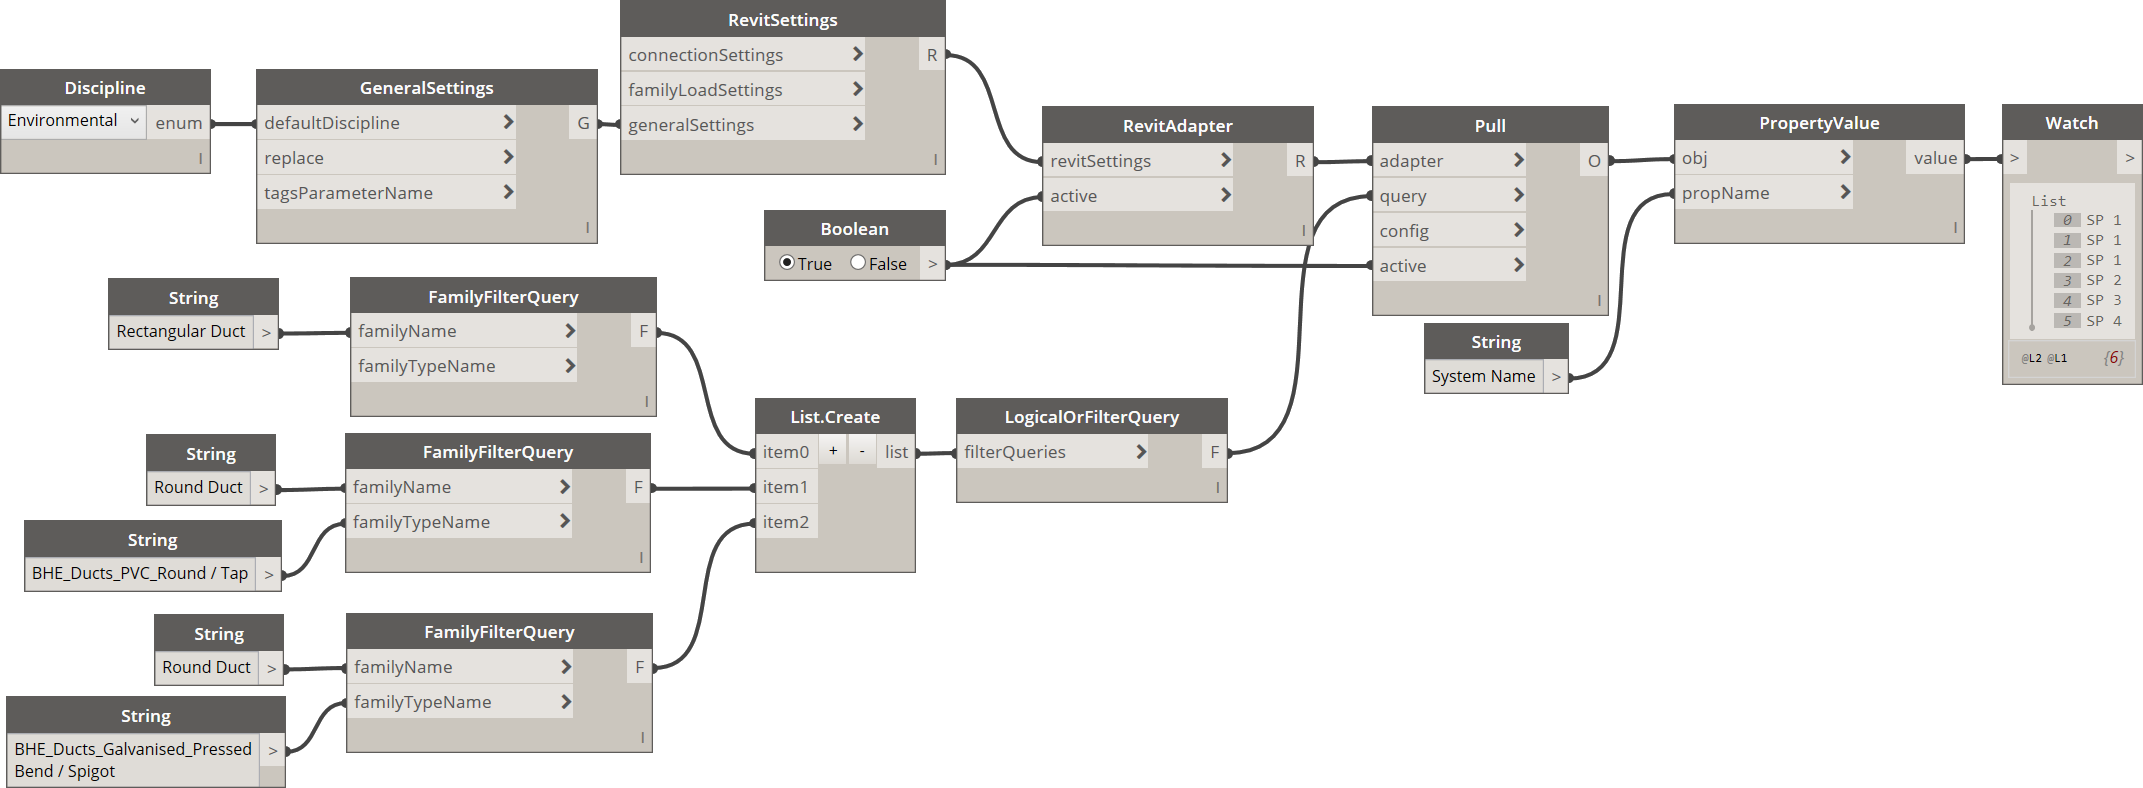 RevitSettings
connectionSettings
R
familyLoadSettings
generalSettings
I
Discipline
Environmental
enum
I
GeneralSettings
defaultDiscipline
G
replace
tagsParameterName
I
RevitAdapter
revitSettings
R
active
I
Pull
adapter
O
query
config
active
I
PropertyValue
obj
value
propName
I
Watch
>
>
List
0 SP 1
1 SP 1
2 SP 1
3 SP 2
4 SP 3
5 SP 4
@L2 @L1 {6}
Boolean
True
False
>
String
System Name
>
String
Rectangular Duct
>
FamilyFilterQuery
familyName
F
familyTypeName
I
String
Round Duct
>
String
BHE_Ducts_PVC_Round / Tap
>
FamilyFilterQuery
familyName
F
familyTypeName
I
List.Create
item0
+
-
list
item1
item2
LogicalOrFilterQuery
filterQueries
F
I
String
Round Duct
>
String
BHE_Ducts_Galvanised_Pressed
Bend / Spigot
>
FamilyFilterQuery
familyName
F
familyTypeName
I